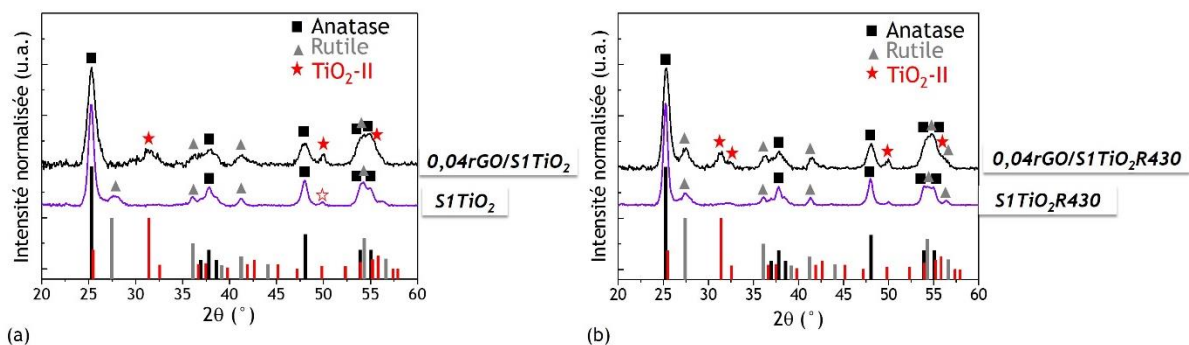 Intensité normalisée (u.a.)
Anatase
Rutile
TiO₂-II
0,04rGO/S1TiO₂
S1TiO₂
20 25 30 35 40 45 50 55 60
2θ (°)
(a)
Intensité normalisée (u.a.)
Anatase
Rutile
TiO₂-II
0,04rGO/S1TiO₂R430
S1TiO₂R430
20 25 30 35 40 45 50 55 60
2θ (°)
(b)